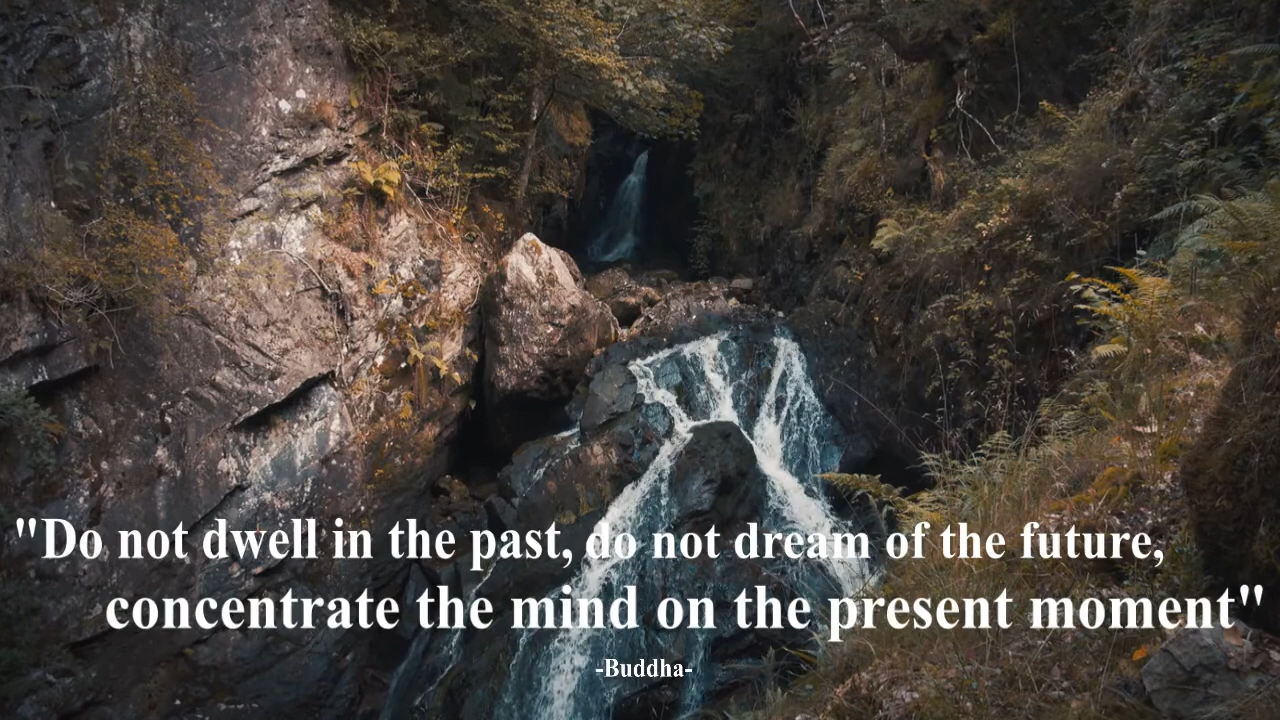 "Do not dwell in the past, do not dream of the future,
concentrate the mind on the present moment"
-Buddha-